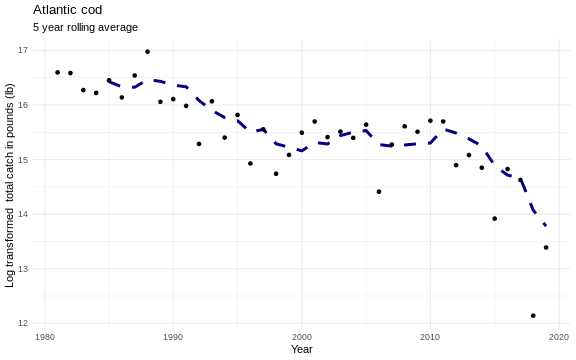 Atlantic cod
5 year rolling average
Log transformed  total catch in pounds (lb)
17
16
15
14
13
12
1980 1990 2000 2010 2020
Year